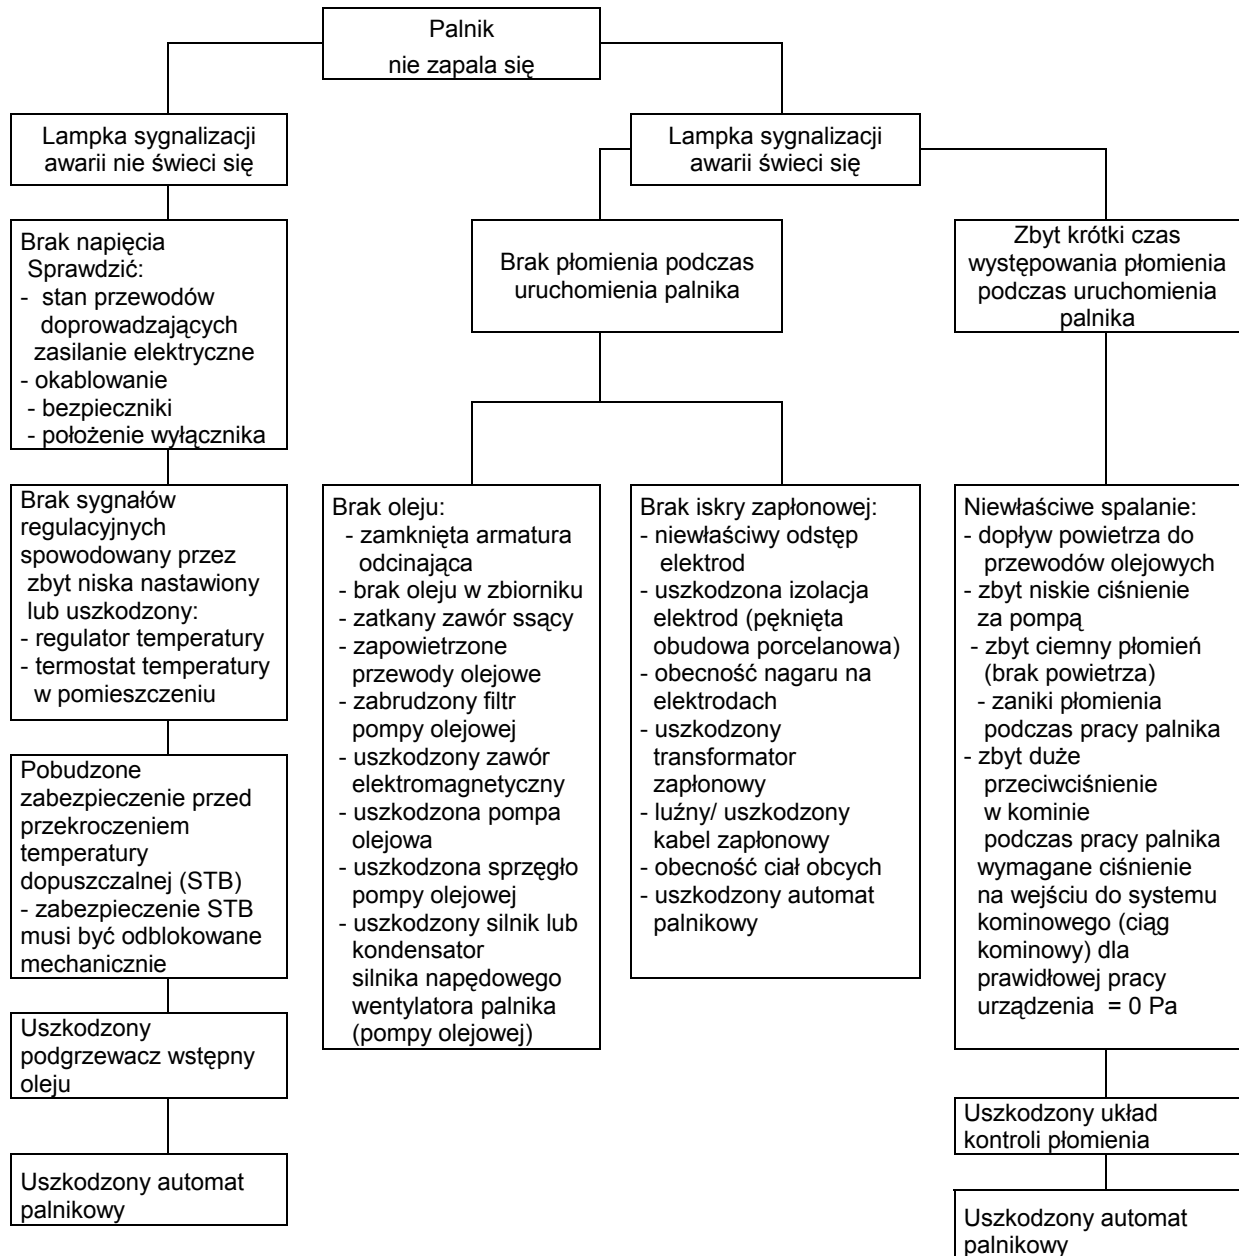 Palnik
nie zapala się
Lampka sygnalizacji
awarii nie świeci się
Lampka sygnalizacji
awarii świeci się
Brak napięcia
Sprawdzić:
- stan przewodów
doprowadzających
zasilanie elektryczne
- okablowanie
- bezpieczniki
- położenie wyłącznika
Brak płomienia podczas
uruchomienia palnika
Zbyt krótki czas
występowania płomienia
podczas uruchomienia
palnika
Brak sygnałów
regulacyjnych
spowodowany przez
zbyt niska nastawiony
lub uszkodzony:
- regulator temperatury
- termostat temperatury
w pomieszczeniu
Pobudzone
zabezpieczenie przed
przekroczeniem
temperatury
dopuszczalnej (STB)
- zabezpieczenie STB
musi być odblokowane
mechanicznie
Uszkodzony
podgrzewacz wstępny
oleju
Uszkodzony automat
palnikowy
Brak oleju:
- zamknięta armatura
odcinająca
- brak oleju w zbiorniku
- zatkany zawór ssący
- zapowietrzone
przewody olejowe
- zabrudzony filtr
pompy olejowej
- uszkodzony zawór
elektromagnetyczny
- uszkodzona pompa
olejowa
- uszkodzona sprzęgło
pompy olejowej
- uszkodzony silnik lub
kondensator
silnika napędowego
wentylatora palnika
(pompy olejowej)
Brak iskry zapłonowej:
- niewłaściwy odstęp
elektrod
- uszkodzona izolacja
elektrod (pęknięta
obudowa porcelanowa)
- obecność nagaru na
elektrodach
- uszkodzony
transformator
zapłonowy
- luźny/ uszkodzony
kabel zapłonowy
- obecność ciał obcych
- uszkodzony automat
palnikowy
Niewłaściwe spalanie:
- dopływ powietrza do
przewodów olejowych
- zbyt niskie ciśnienie
za pompą
- zbyt ciemny płomień
(brak powietrza)
- zaniki płomienia
podczas pracy palnika
- zbyt duże
przeciwciśnienie
w kominie
podczas pracy palnika
wymagane ciśnienie
na wejściu do systemu
kominowego (ciąg
kominowy) dla
prawidłowej pracy
urządzenia = 0 Pa
Uszkodzony układ
kontroli płomienia
Uszkodzony automat
palnikowy